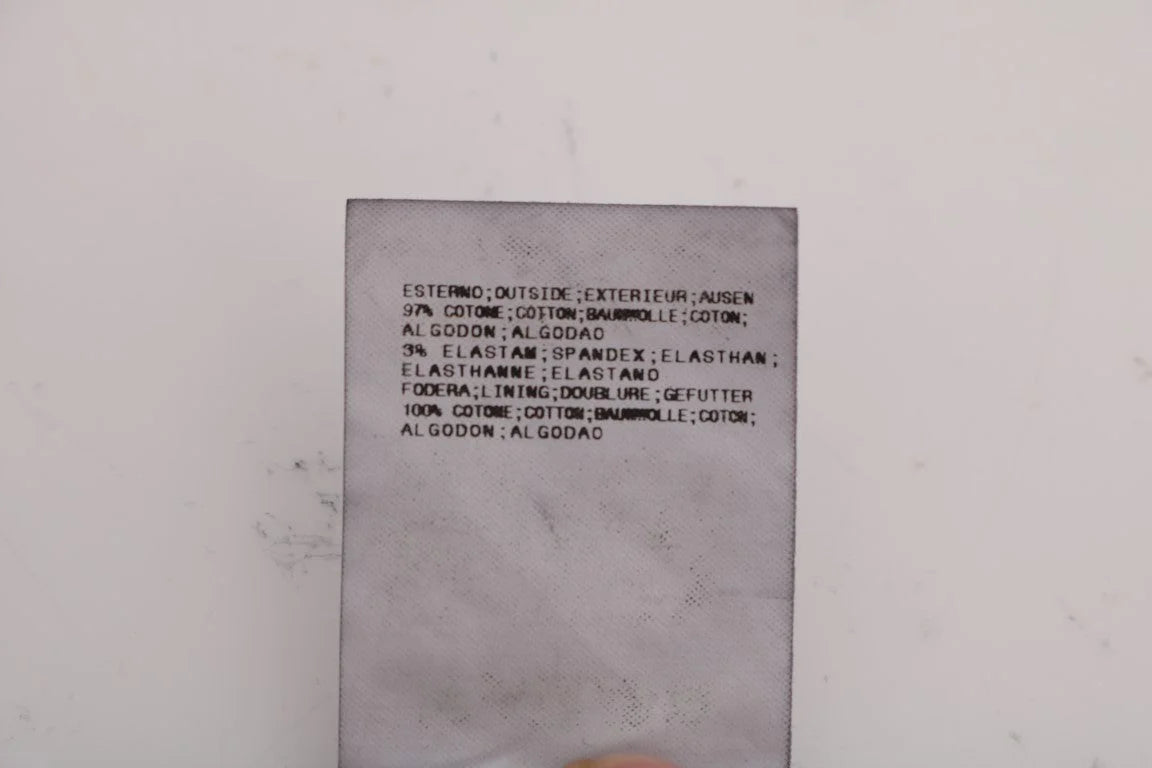 ESTERNO;OUTSIDE;EXTERIEUR;AUSEN
97% COTONE;COTTON;BAUMWOLLE;COTON;
ALGODON;ALGODAO
3% ELASTAM;SPANDEX;ELASTHAN;
ELASTHANNE;ELASTANO
FODERA;LINING;DOUBLURE;GEFUTTER
100% COTONE;COTTON;BAUMWOLLE;COTON;
ALGODON;ALGODAO